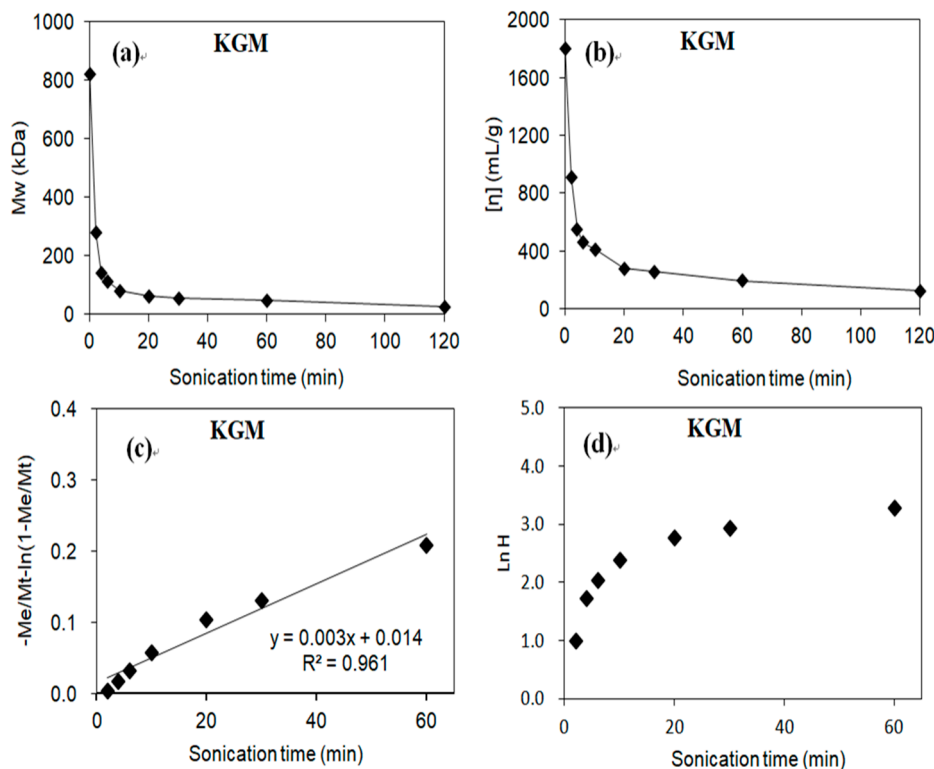 (a)
KGM
Mw (kDa)
1000
800
600
400
200
0
0 20 40 60 80 100 120
Sonication time (min)
(b)
KGM
[η] (mL/g)
2000
1600
1200
800
400
0
0 20 40 60 80 100 120
Sonication time (min)
(c)
KGM
-Me/Mt-ln(1-Me/Mt)
0.4
0.3
0.2
0.1
0.0
y = 0.003x + 0.014
R² = 0.961
0 20 40 60
Sonication time (min)
(d)
KGM
Ln H
5.0
4.0
3.0
2.0
1.0
0.0
0 20 40 60
Sonication time (min)